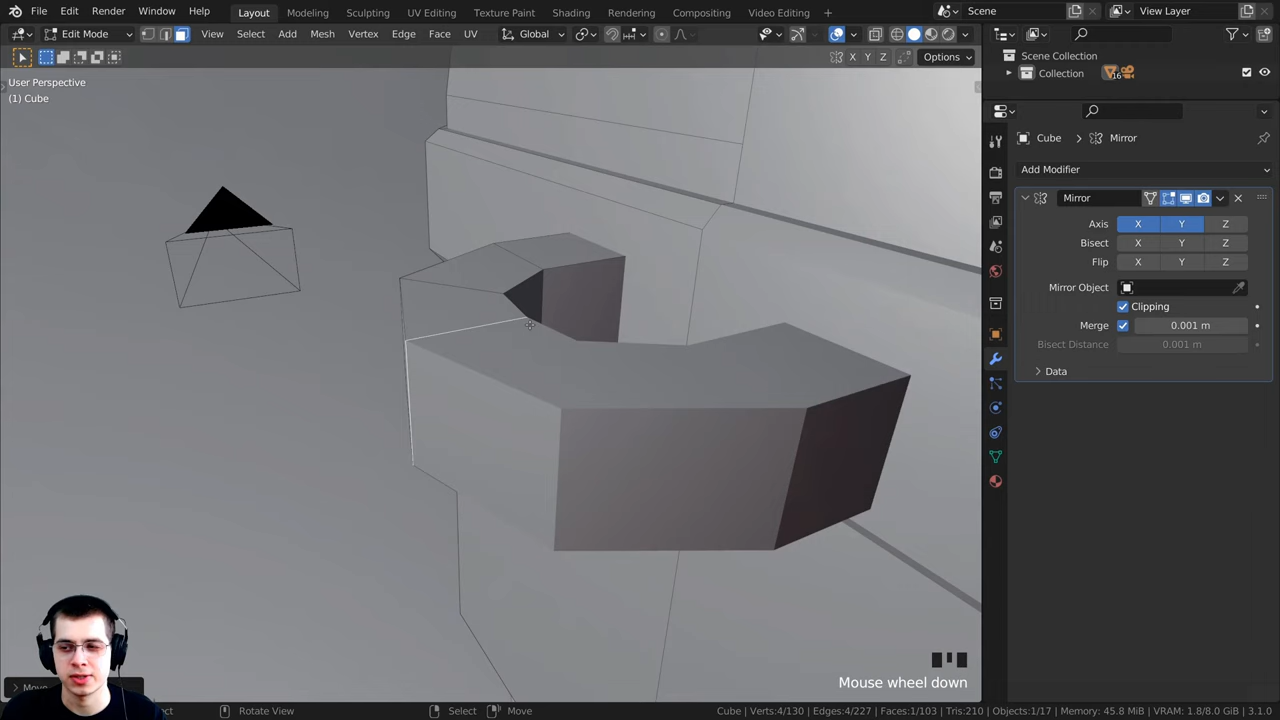 File Edit Render Window Help Layout Modeling Sculpting UV Editing Texture Paint Shading Rendering Compositing Video Editing Scene View Layer
Edit Mode View Select Add Mesh Vertex Edge Face UV Global
X Y Z Options
User Perspective
(1) Cube
Scene Collection
Collection 16
Cube > Mirror
Add Modifier
Mirror
Axis X Y Z
Bisect X Y Z
Flip X Y Z
Mirror Object
Clipping
Merge 0.001 m
Bisect Distance 0.001 m
Data
Mouse wheel down
Move
Rotate View Select Move Cube | Verts:4/130 | Edges:4/227 | Faces:1/103 | Tris:210 | Objects:1/17 | Memory: 45.8 MiB | VRAM: 1.8/8.0 GiB | 3.1.0